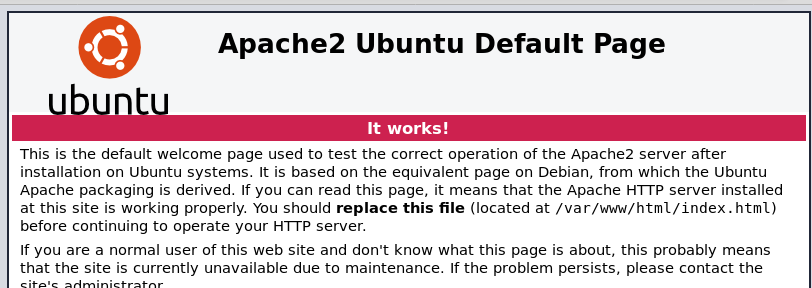 ubuntu
Apache2 Ubuntu Default Page
It works!
This is the default welcome page used to test the correct operation of the Apache2 server after
installation on Ubuntu systems. It is based on the equivalent page on Debian, from which the Ubuntu
Apache packaging is derived. If you can read this page, it means that the Apache HTTP server installed
at this site is working properly. You should replace this file (located at /var/www/html/index.html)
before continuing to operate your HTTP server.
If you are a normal user of this web site and don't know what this page is about, this probably means
that the site is currently unavailable due to maintenance. If the problem persists, please contact the
site's administrator.